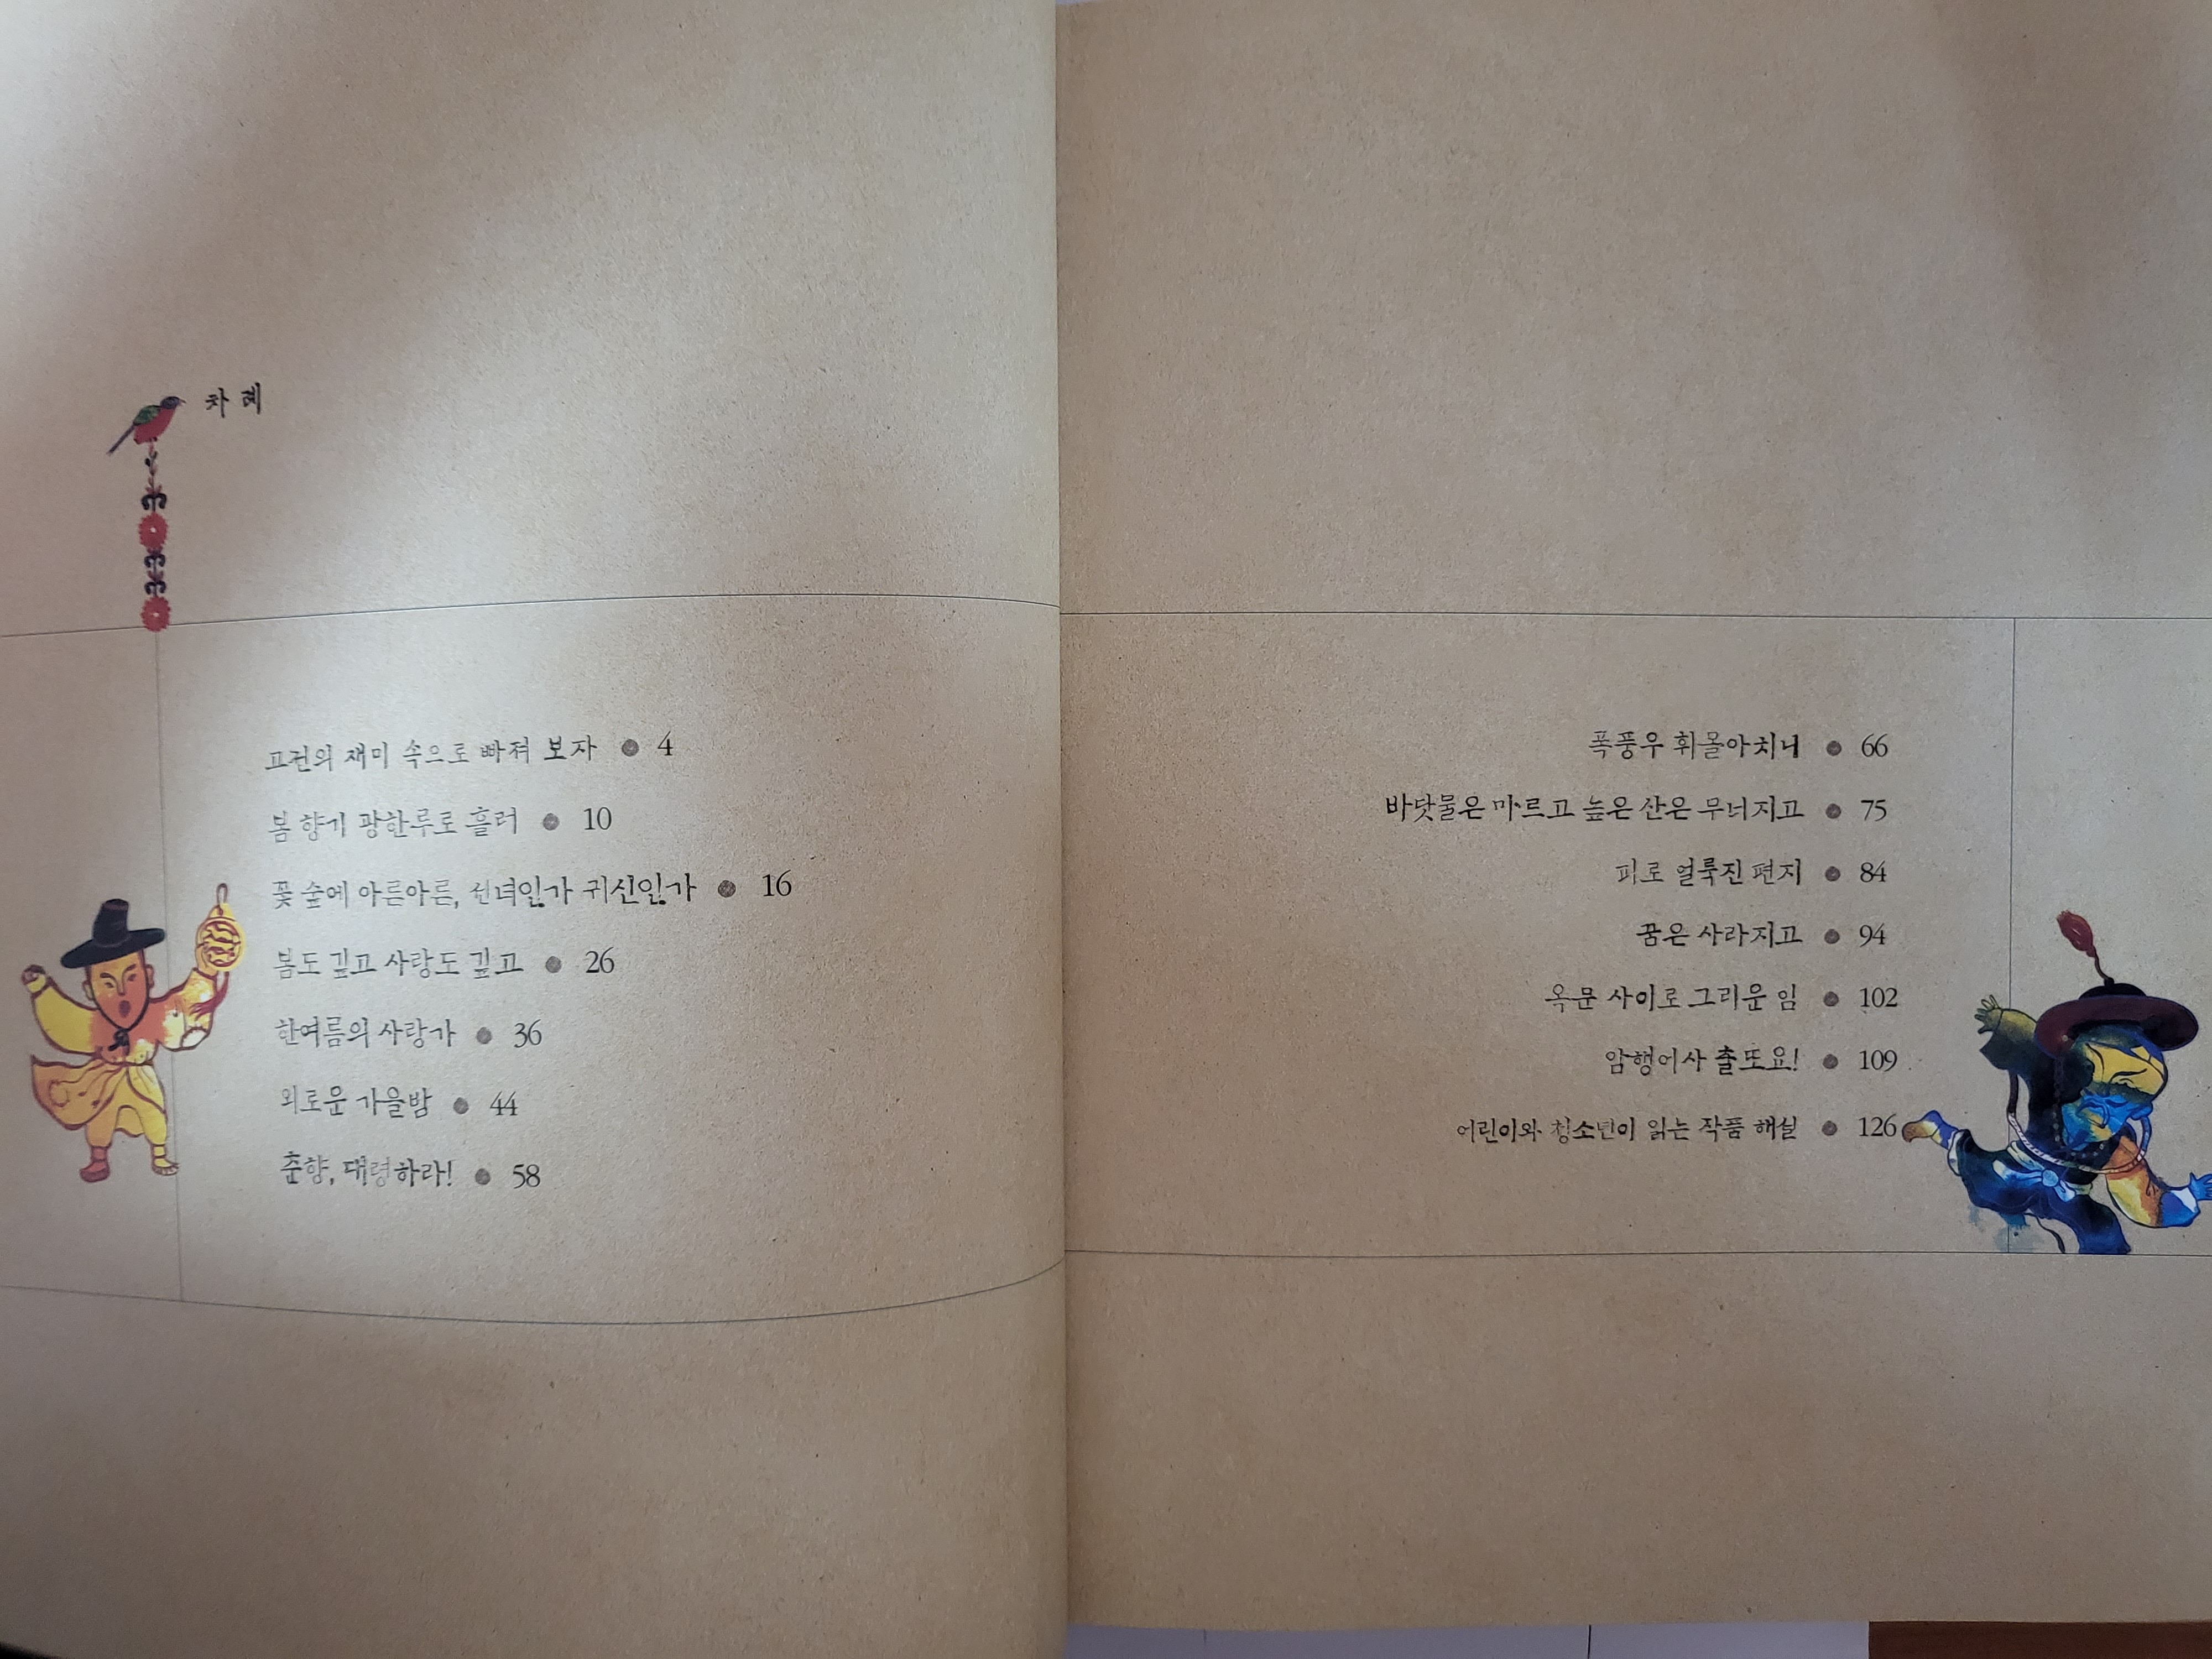 차례
고전의 재미 속으로 빠져 보자 ● 4
봄 향기 광한루로 흘러 ● 10
꽃 숲에 아른아른, 선녀인가 귀신인가 ● 16
봄도 깊고 사랑도 깊고 ● 26
한여름의 사랑가 ● 36
외로운 가을밤 ● 44
춘향, 대령하라! ● 58
폭풍우 휘몰아치니 ● 66
바닷물은 마르고 높은 산은 무너지고 ● 75
피로 얼룩진 편지 ● 84
꿈은 사라지고 ● 94
옥문 사이로 그리운 임 ● 102
암행어사 출또요! ● 109
어린이와 청소년이 읽는 작품 해설 ● 126